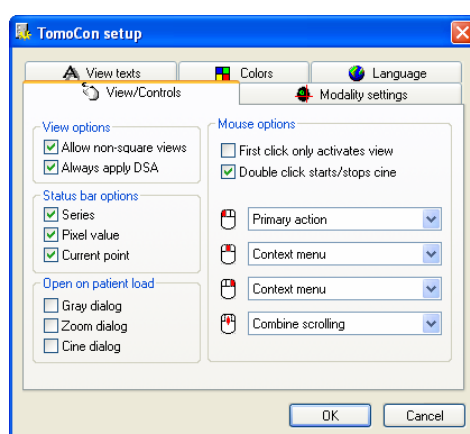 TomoCon setup
View texts
Colors
Language
View/Controls
Modality settings
View options
Allow non-square views
Always apply DSA
Status bar options
Series
Pixel value
Current point
Open on patient load
Gray dialog
Zoom dialog
Cine dialog
Mouse options
First click only activates view
Double click starts/stops cine
Primary action
Context menu
Context menu
Combine scrolling
OK
Cancel